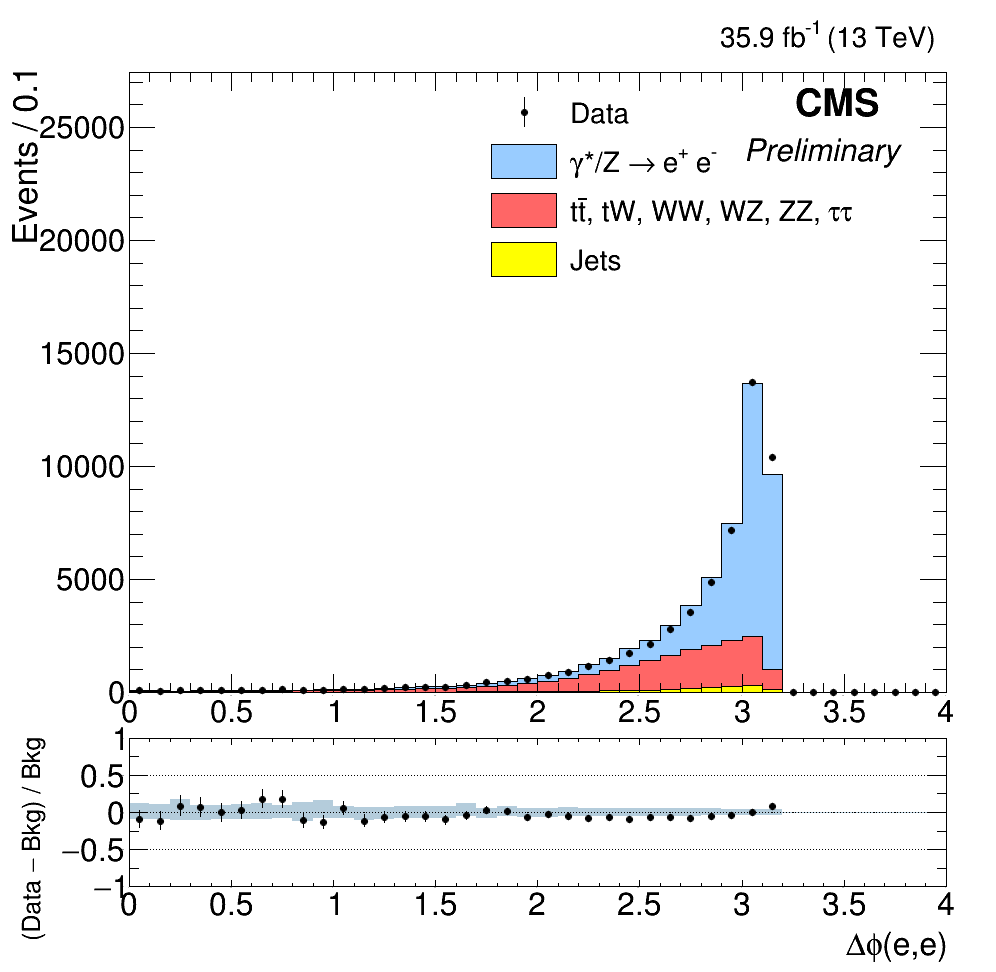 35.9 fb⁻¹ (13 TeV)
Events / 0.1
CMS
Preliminary
Data
γ*/Z → e⁺ e⁻
tt̄, tW, WW, WZ, ZZ, ττ
Jets
25000
20000
15000
10000
5000
0
0 0.5 1 1.5 2 2.5 3 3.5 4
(Data − Bkg) / Bkg
1
0.5
0
−0.5
−1
0 0.5 1 1.5 2 2.5 3 3.5 4
Δϕ(e,e)